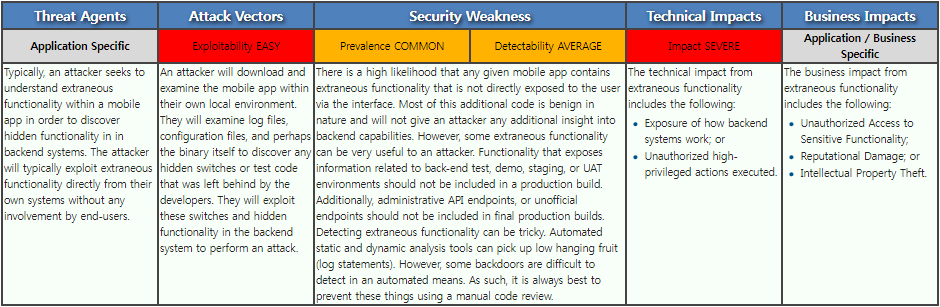 Threat Agents
Attack Vectors
Security Weakness
Technical Impacts
Business Impacts
Application Specific
Exploitability EASY
Prevalence COMMON
Detectability AVERAGE
Impact SEVERE
Application / Business
Specific
Typically, an attacker seeks to
understand extraneous
functionality within a mobile
app in order to discover
hidden functionality in in
backend systems. The attacker
will typically exploit extraneous
functionality directly from their
own systems without any
involvement by end-users.
An attacker will download and
examine the mobile app within
their own local environment.
They will examine log files,
configuration files, and perhaps
the binary itself to discover any
hidden switches or test code
that was left behind by the
developers. They will exploit
these switches and hidden
functionality in the backend
system to perform an attack.
There is a high likelihood that any given mobile app contains
extraneous functionality that is not directly exposed to the user
via the interface. Most of this additional code is benign in
nature and will not give an attacker any additional insight into
backend capabilities. However, some extraneous functionality
can be very useful to an attacker. Functionality that exposes
information related to back-end test, demo, staging, or UAT
environments should not be included in a production build.
Additionally, administrative API endpoints, or unofficial
endpoints should not be included in final production builds.
Detecting extraneous functionality can be tricky. Automated
static and dynamic analysis tools can pick up low hanging fruit
(log statements). However, some backdoors are difficult to
detect in an automated means. As such, it is always best to
prevent these things using a manual code review.
The technical impact from
extraneous functionality
includes the following:
• Exposure of how backend
systems work; or
• Unauthorized high-
privileged actions executed.
The business impact from
extraneous functionality
includes the following:
• Unauthorized Access to
Sensitive Functionality;
• Reputational Damage; or
• Intellectual Property Theft.